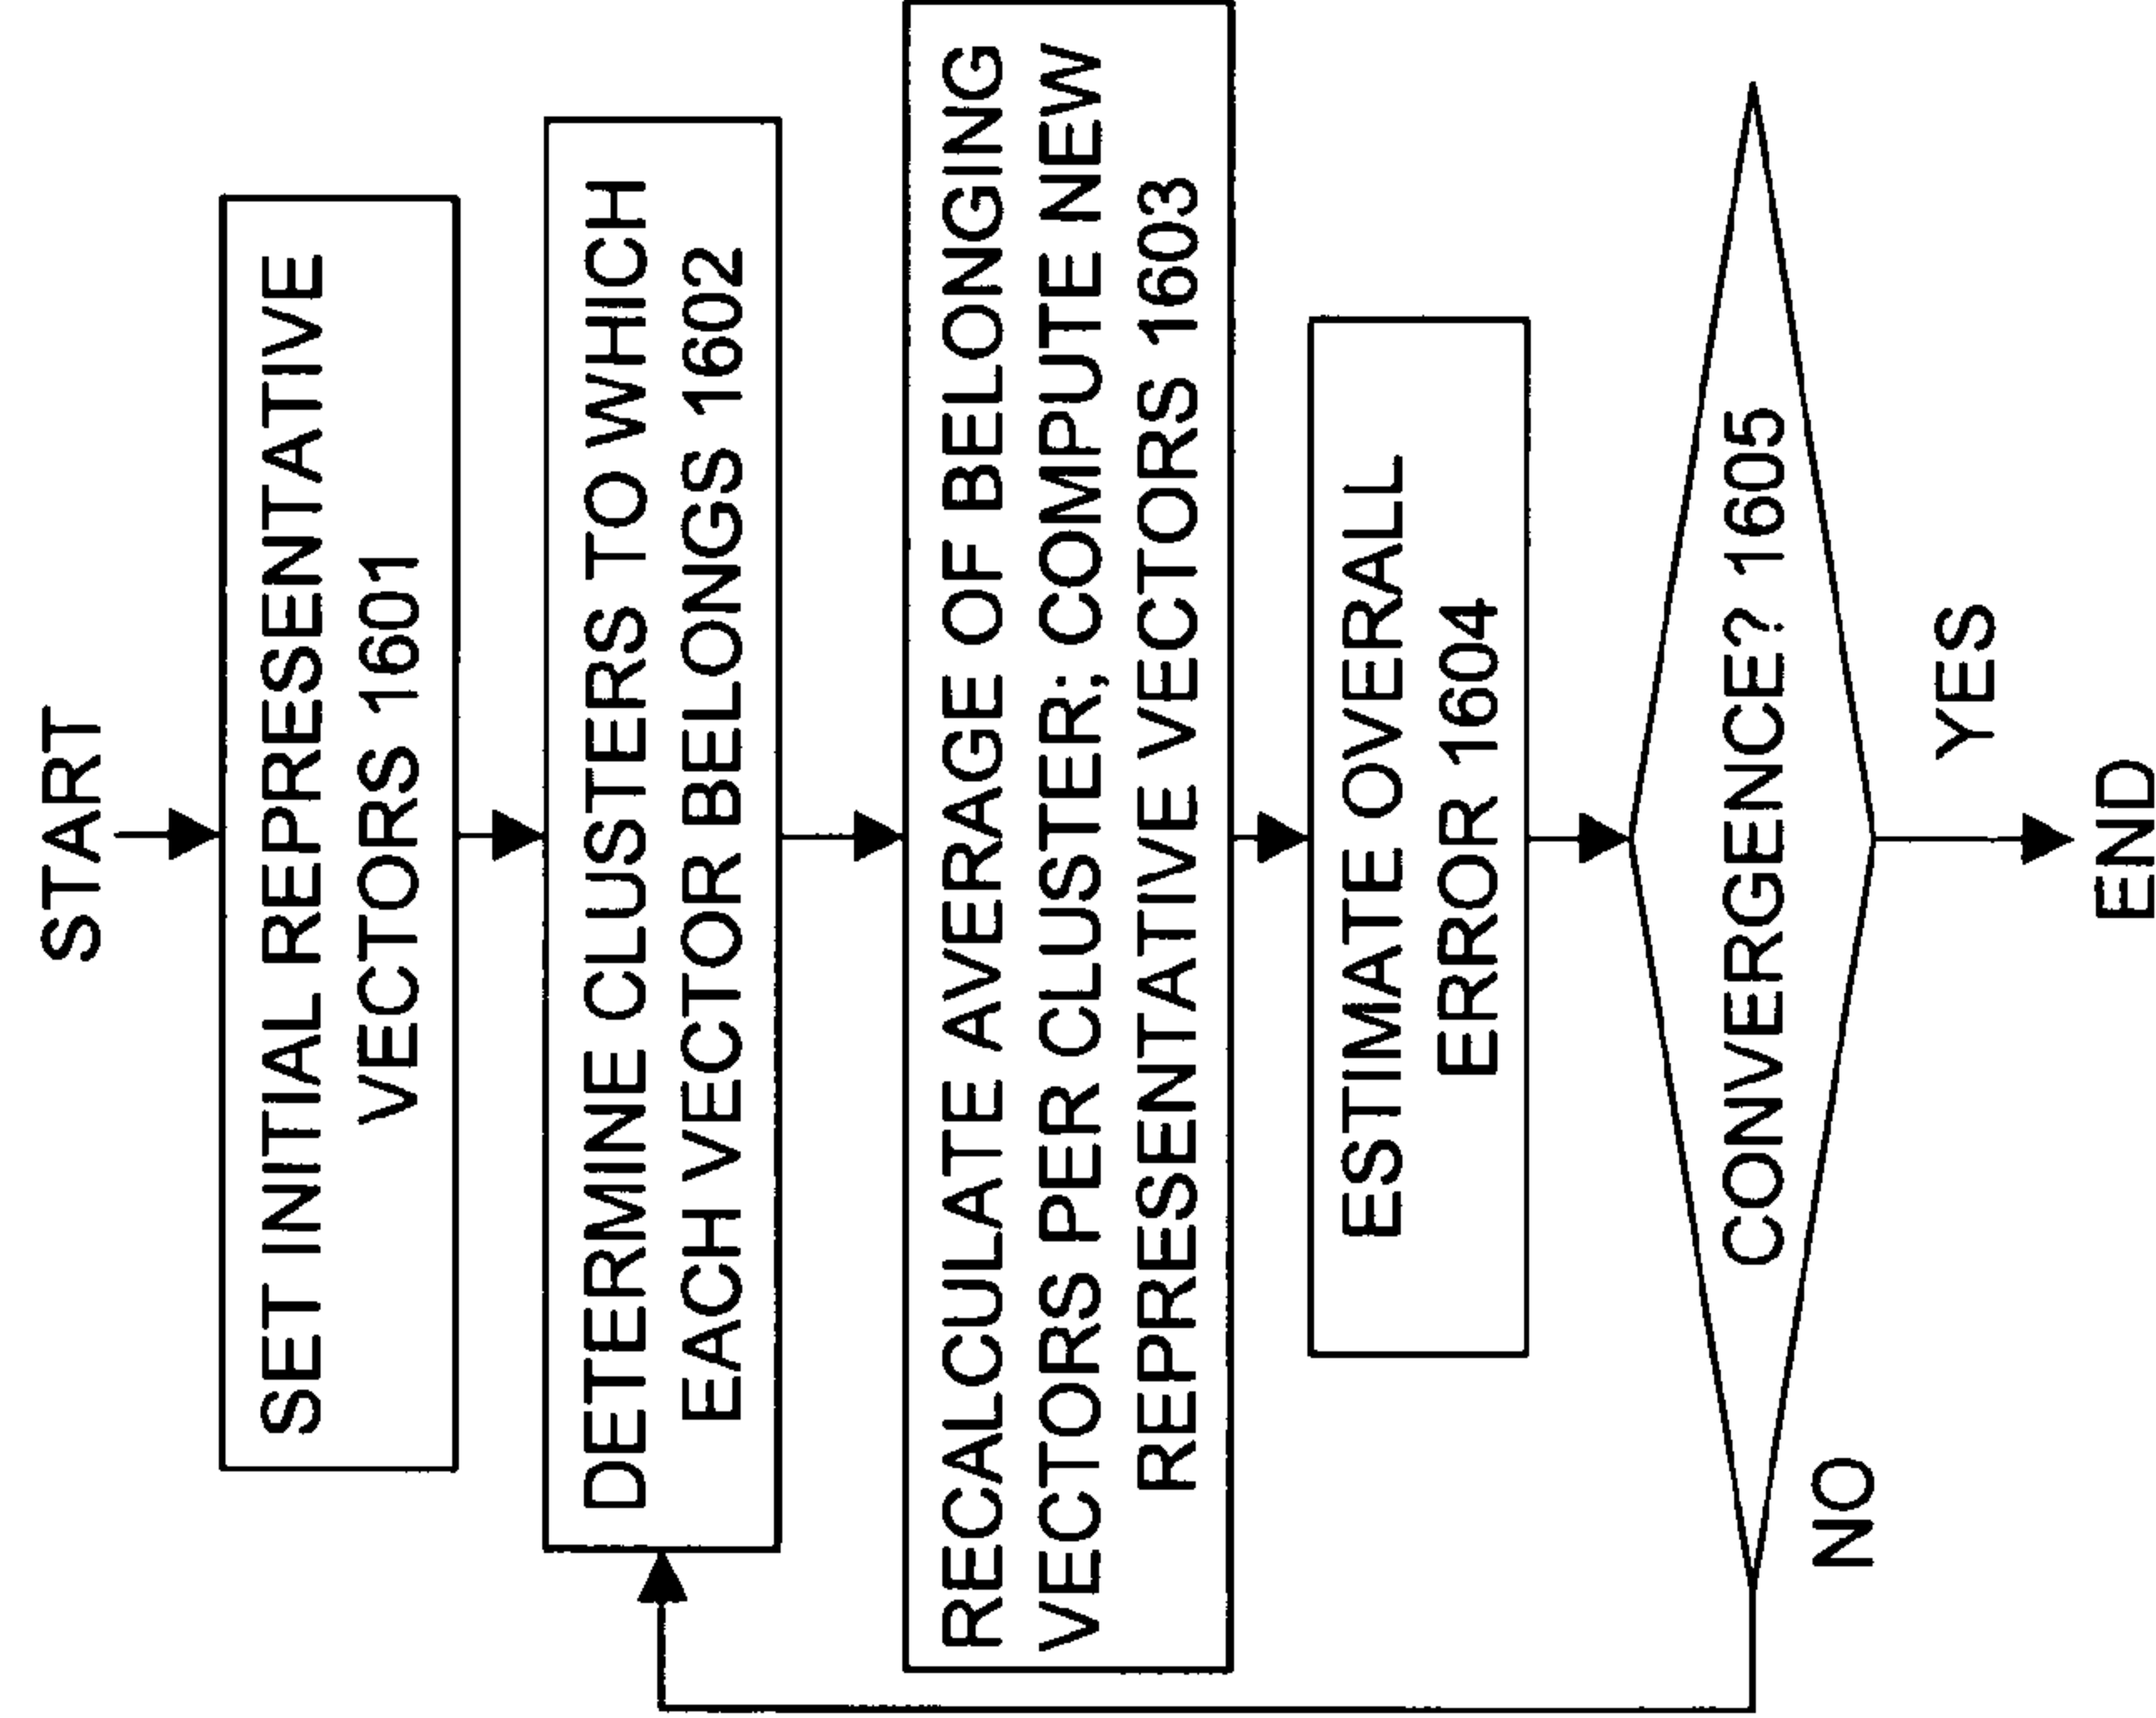 START
SET INITIAL REPRESENTATIVE
VECTORS 1601
DETERMINE CLUSTERS TO WHICH
EACH VECTOR BELONGS 1602
RECALCULATE AVERAGE OF BELONGING
VECTORS PER CLUSTER; COMPUTE NEW
REPRESENTATIVE VECTORS 1603
ESTIMATE OVERALL
ERROR 1604
CONVERGENCE? 1605
NO
YES
END